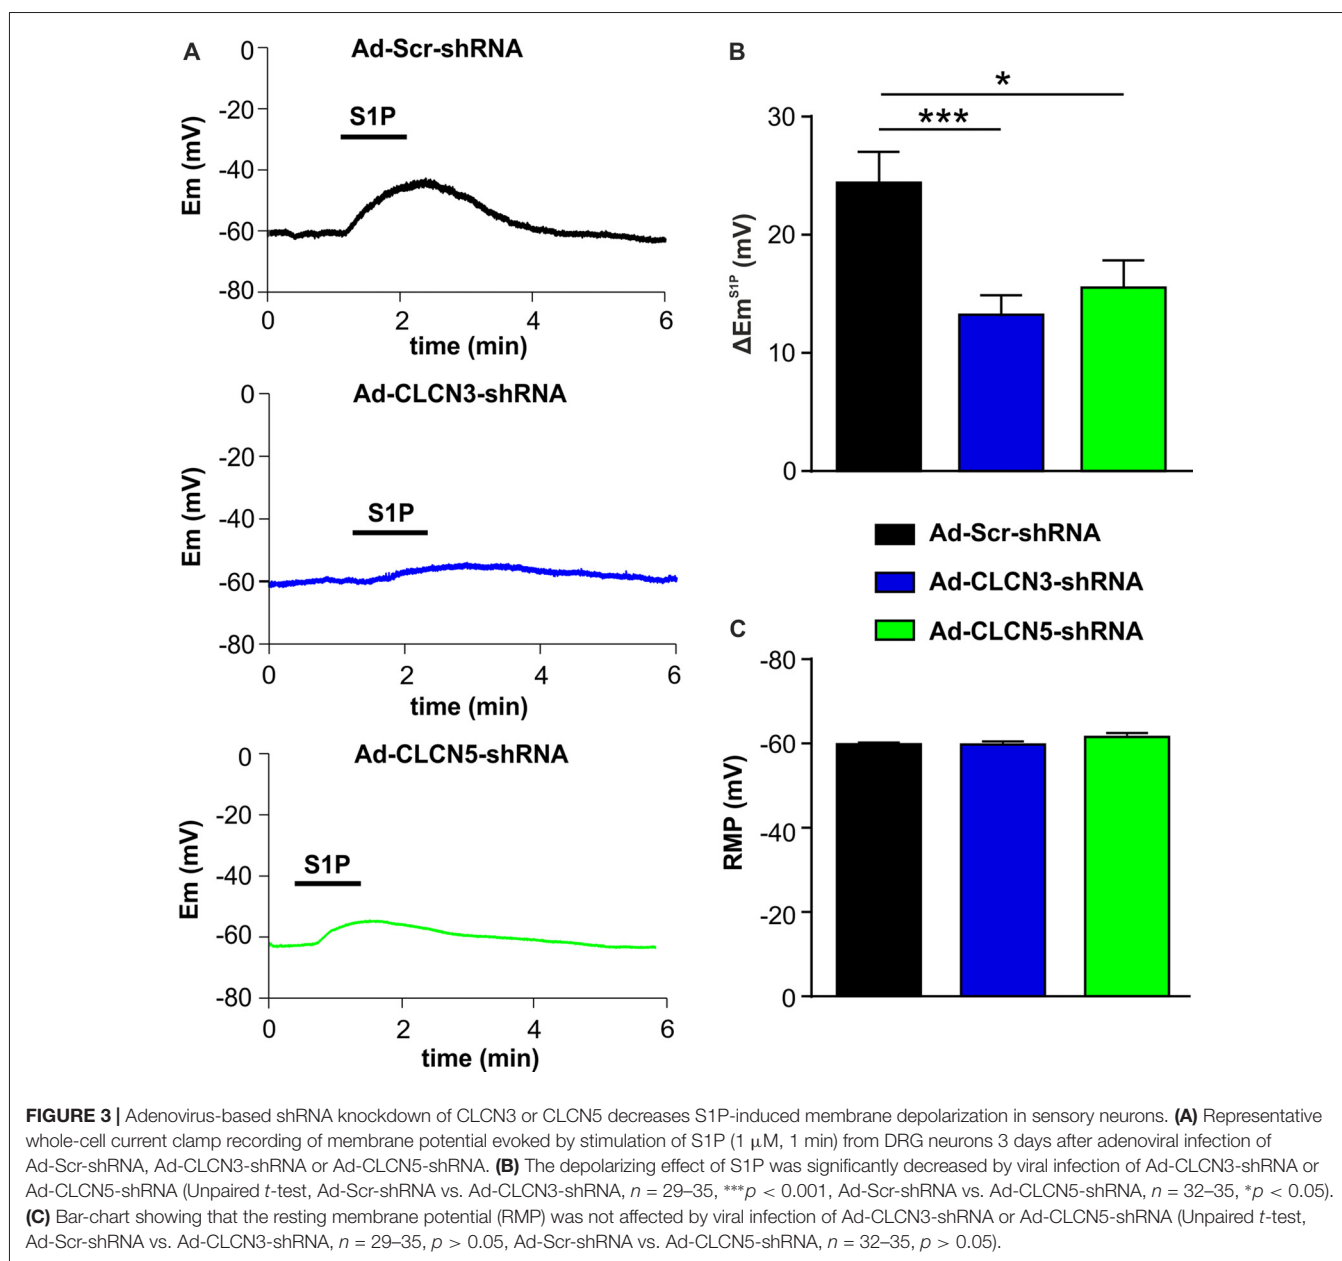 A
Ad-Scr-shRNA
0
-20
-40
-60
-80
Em (mV)
S1P
0 2 4 6
time (min)
Ad-CLCN3-shRNA
0
-20
-40
-60
-80
Em (mV)
S1P
0 2 4 6
time (min)
Ad-CLCN5-shRNA
0
-20
-40
-60
-80
Em (mV)
S1P
0 2 4 6
time (min)
B
*
***
30
20
10
0
ΔEm^S1P (mV)
Ad-Scr-shRNA
Ad-CLCN3-shRNA
Ad-CLCN5-shRNA
C
-80
-60
-40
-20
0
RMP (mV)
FIGURE 3 | Adenovirus-based shRNA knockdown of CLCN3 or CLCN5 decreases S1P-induced membrane depolarization in sensory neurons. (A) Representative
whole-cell current clamp recording of membrane potential evoked by stimulation of S1P (1 μM, 1 min) from DRG neurons 3 days after adenoviral infection of
Ad-Scr-shRNA, Ad-CLCN3-shRNA or Ad-CLCN5-shRNA. (B) The depolarizing effect of S1P was significantly decreased by viral infection of Ad-CLCN3-shRNA or
Ad-CLCN5-shRNA (Unpaired t-test, Ad-Scr-shRNA vs. Ad-CLCN3-shRNA, n = 29–35, ***p < 0.001, Ad-Scr-shRNA vs. Ad-CLCN5-shRNA, n = 32–35, *p < 0.05).
(C) Bar-chart showing that the resting membrane potential (RMP) was not affected by viral infection of Ad-CLCN3-shRNA or Ad-CLCN5-shRNA (Unpaired t-test,
Ad-Scr-shRNA vs. Ad-CLCN3-shRNA, n = 29–35, p > 0.05, Ad-Scr-shRNA vs. Ad-CLCN5-shRNA, n = 32–35, p > 0.05).